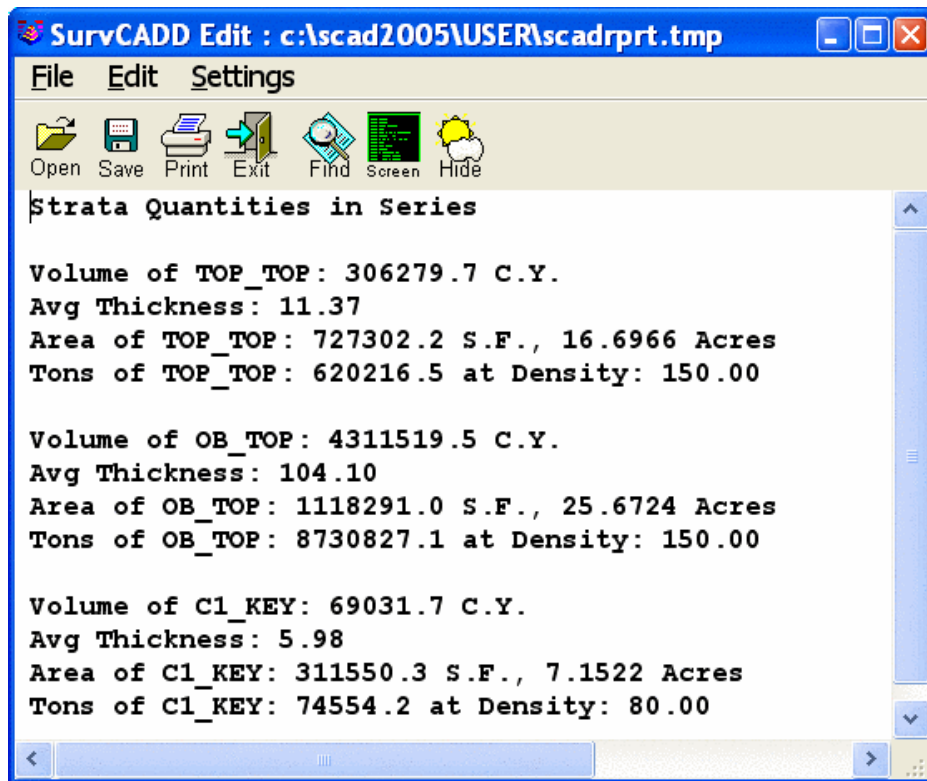 SurvCADD Edit : c:\scad2005\USER\scadrprt.tmp
File Edit Settings
Open Save Print Exit Find Screen Hide
Strata Quantities in Series
Volume of TOP_TOP: 306279.7 C.Y.
Avg Thickness: 11.37
Area of TOP_TOP: 727302.2 S.F., 16.6966 Acres
Tons of TOP_TOP: 620216.5 at Density: 150.00
Volume of OB_TOP: 4311519.5 C.Y.
Avg Thickness: 104.10
Area of OB_TOP: 1118291.0 S.F., 25.6724 Acres
Tons of OB_TOP: 8730827.1 at Density: 150.00
Volume of C1_KEY: 69031.7 C.Y.
Avg Thickness: 5.98
Area of C1_KEY: 311550.3 S.F., 7.1522 Acres
Tons of C1_KEY: 74554.2 at Density: 80.00